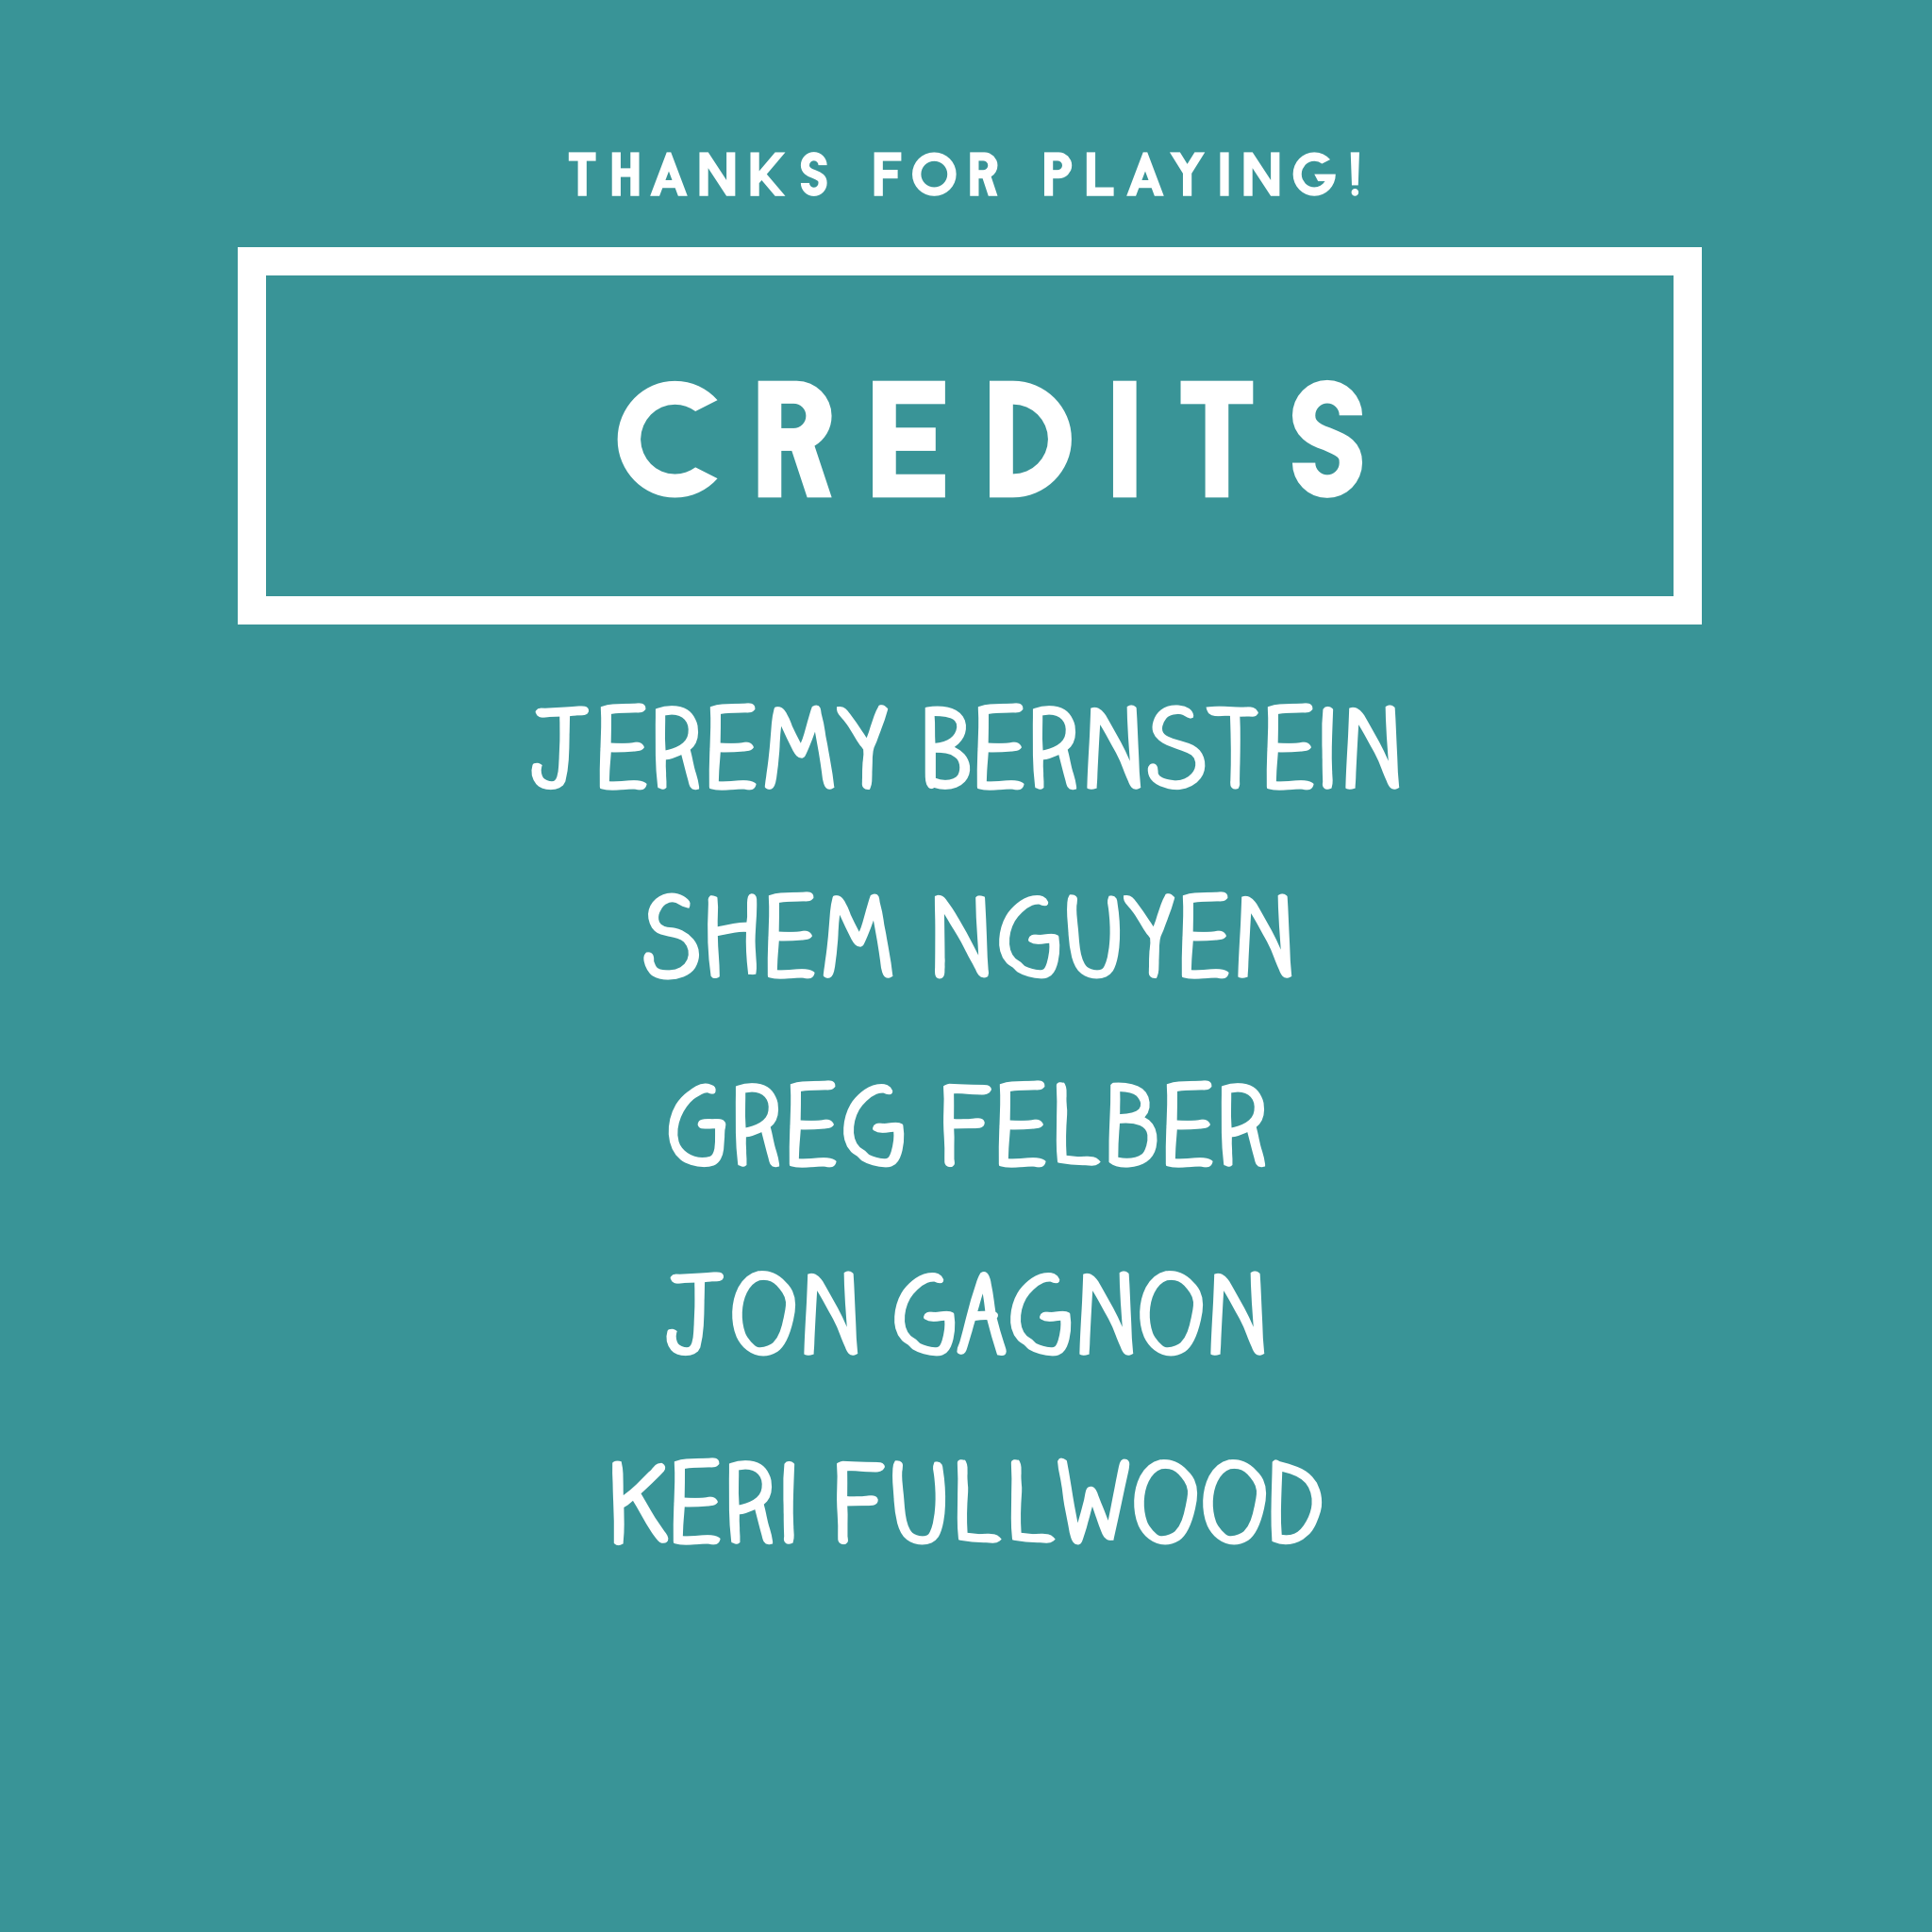 THANKS FOR PLAYING!
CREDITS
JEREMY BERNSTEIN
SHEM NGUYEN
GREG FELBER
JON GAGNON
KERI FULLWOOD